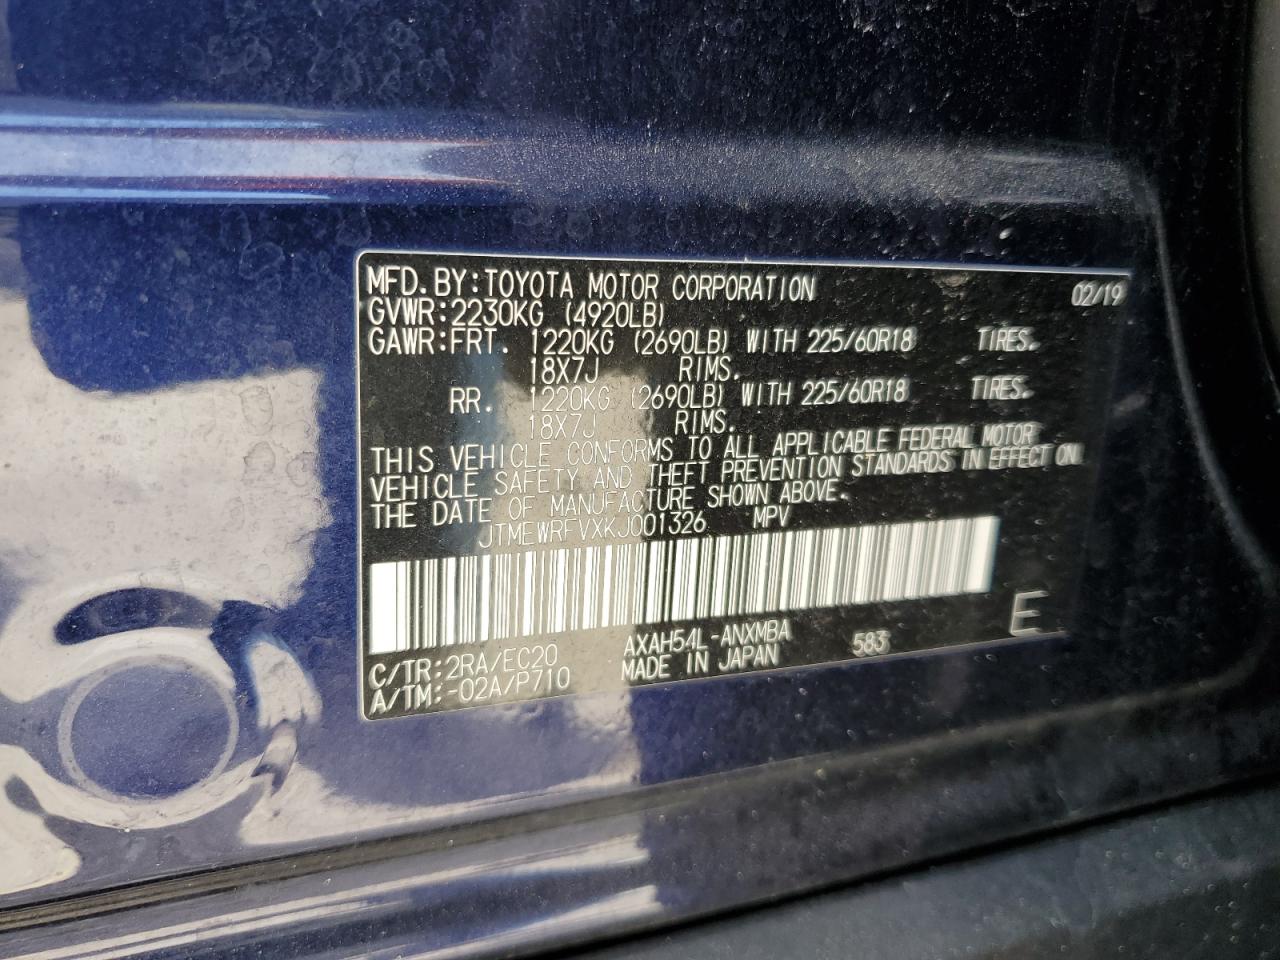 MFD.BY:TOYOTA MOTOR CORPORATION 02/19
GVWR:2230KG (4920LB)
GAWR:FRT. 1220KG (2690LB) WITH 225/60R18 TIRES.
18X7J RIMS.
RR. 1220KG (2690LB) WITH 225/60R18 TIRES.
18X7J RIMS.
THIS VEHICLE CONFORMS TO ALL APPLICABLE FEDERAL MOTOR
VEHICLE SAFETY AND THEFT PREVENTION STANDARDS IN EFFECT ON
THE DATE OF MANUFACTURE SHOWN ABOVE.
JTMEWRFVXKJ001326 MPV
C/TR:2RA/EC20 AXAH54L-ANXMBA 583 E
A/TM:-02A/P710 MADE IN JAPAN